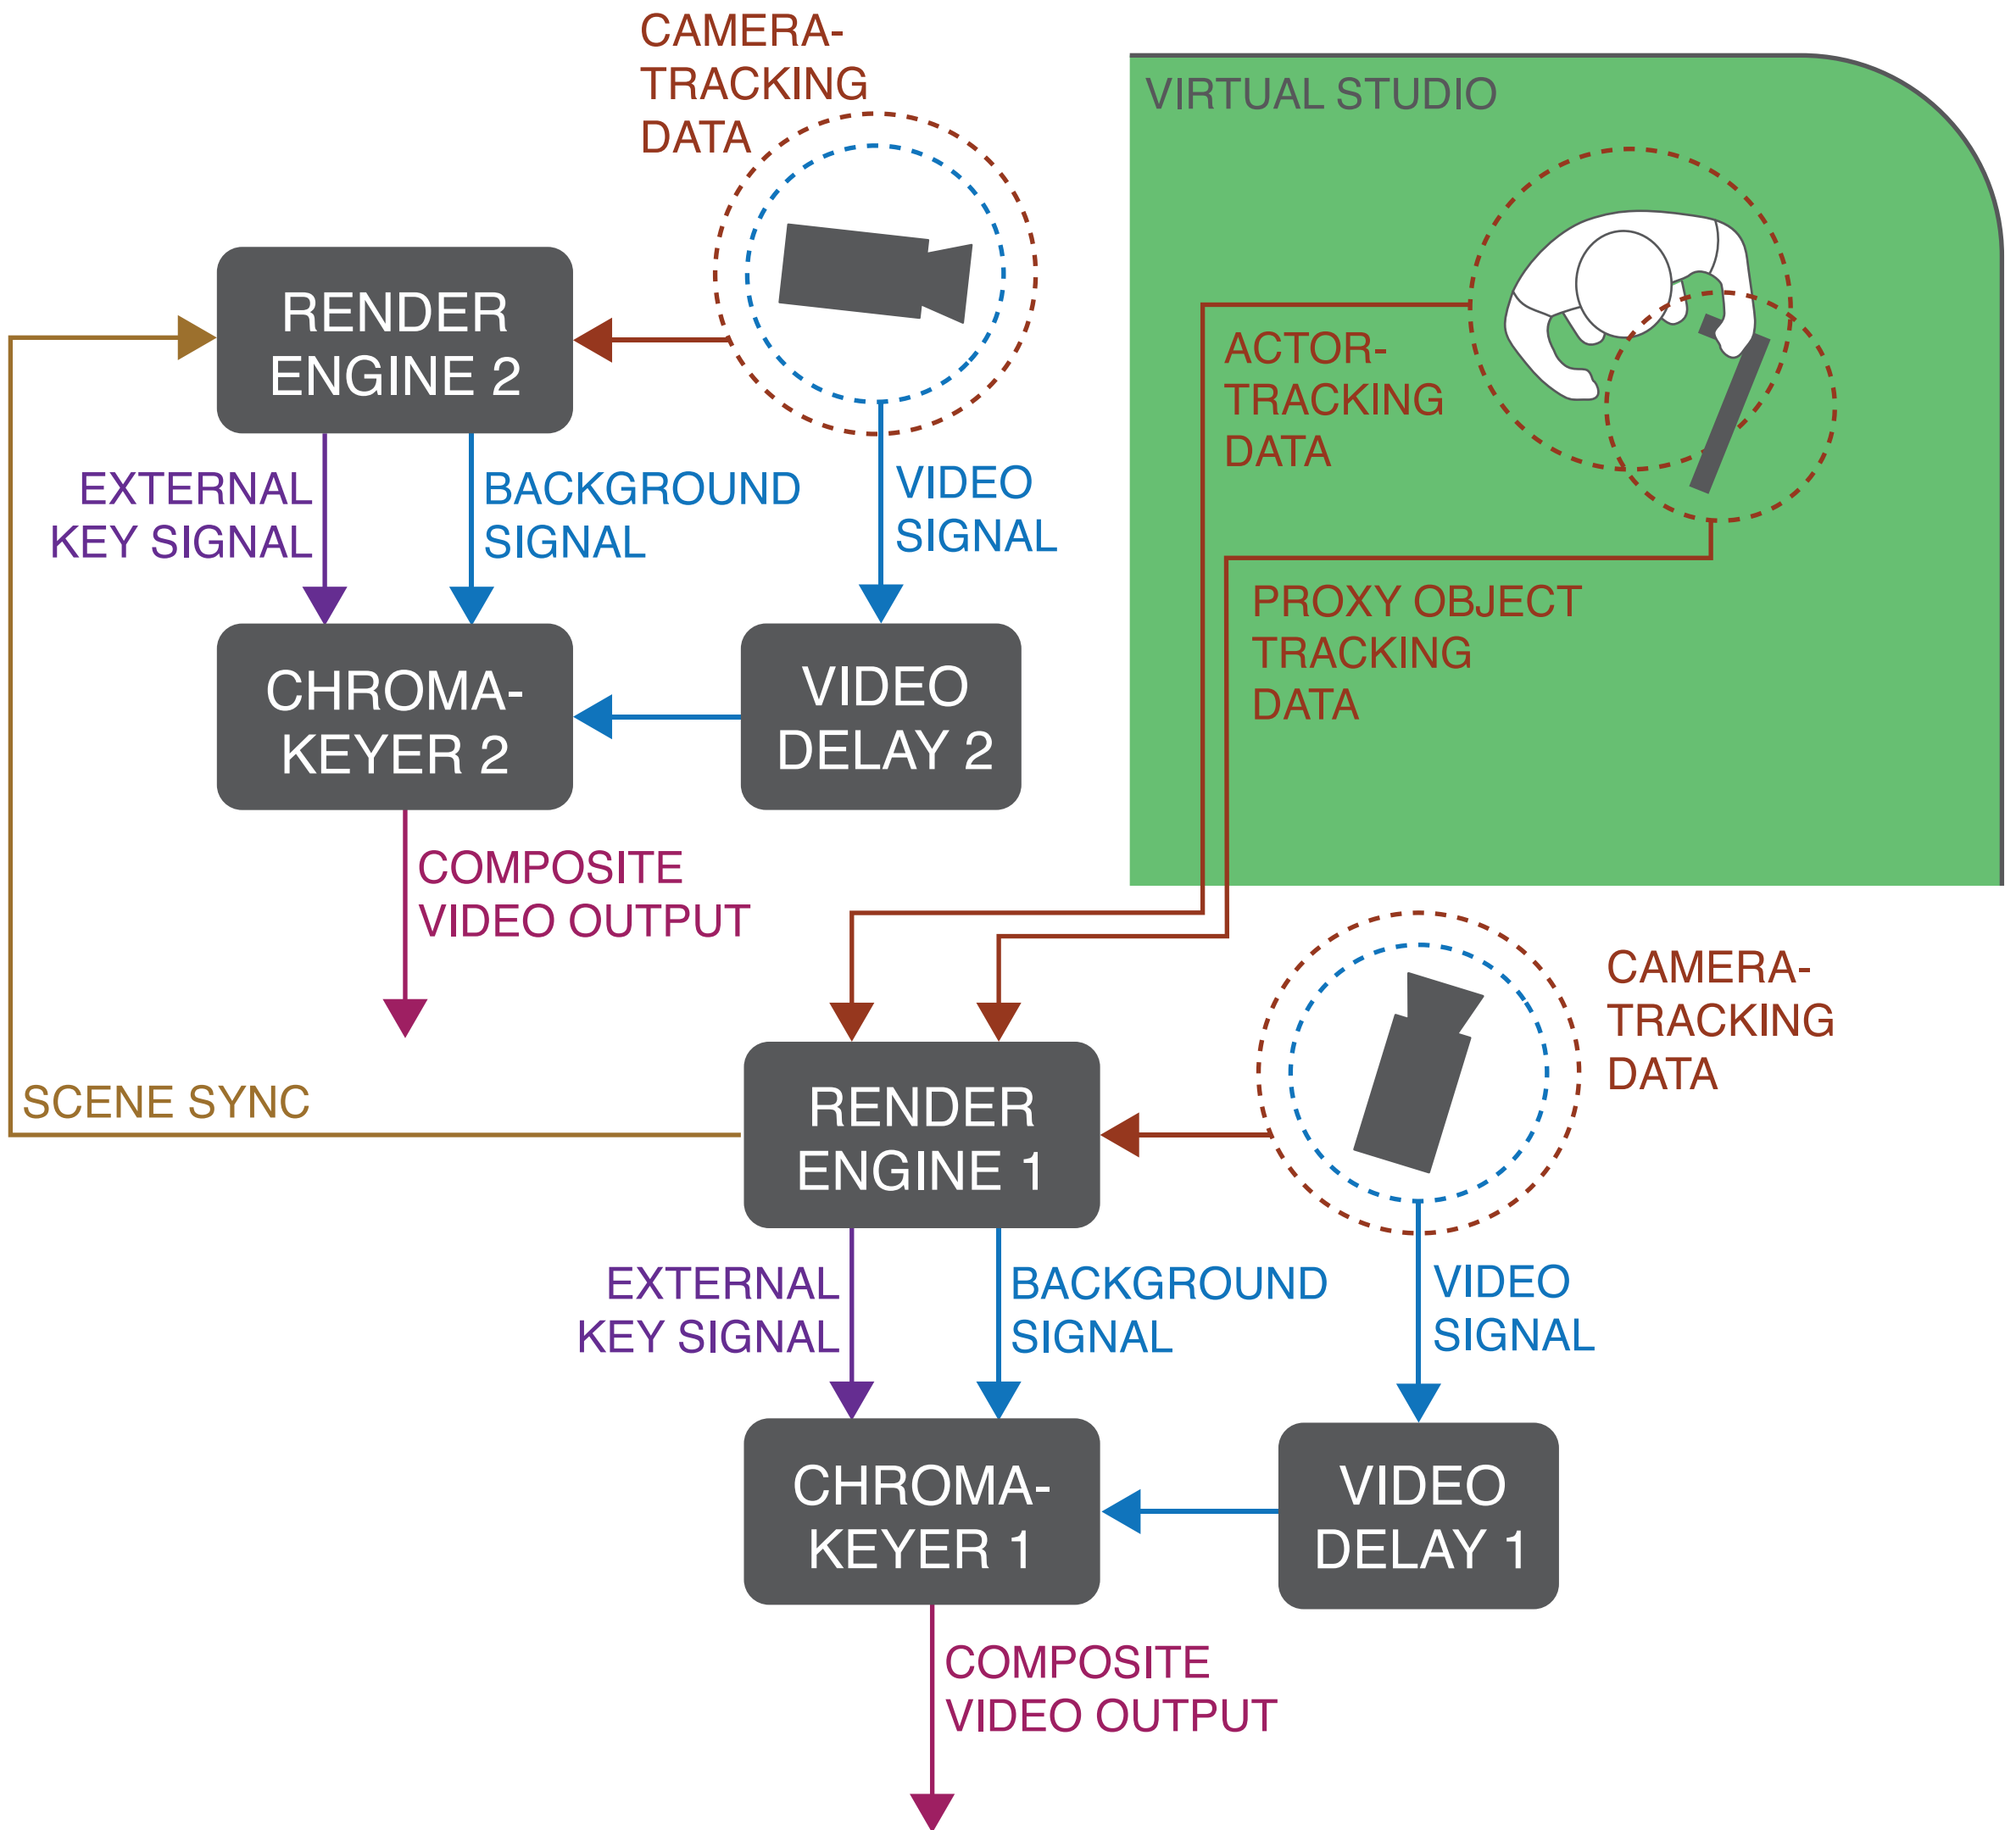 CAMERA-
TRACKING
DATA
VIRTUAL STUDIO
RENDER
ENGINE 2
ACTOR-
TRACKING
DATA
EXTERNAL
KEY SIGNAL
BACKGROUND
SIGNAL
VIDEO
SIGNAL
PROXY OBJECT
TRACKING
DATA
CHROMA-
KEYER 2
VIDEO
DELAY 2
COMPOSITE
VIDEO OUTPUT
CAMERA-
TRACKING
DATA
SCENE SYNC
RENDER
ENGINE 1
EXTERNAL
KEY SIGNAL
BACKGROUND
SIGNAL
VIDEO
SIGNAL
CHROMA-
KEYER 1
VIDEO
DELAY 1
COMPOSITE
VIDEO OUTPUT